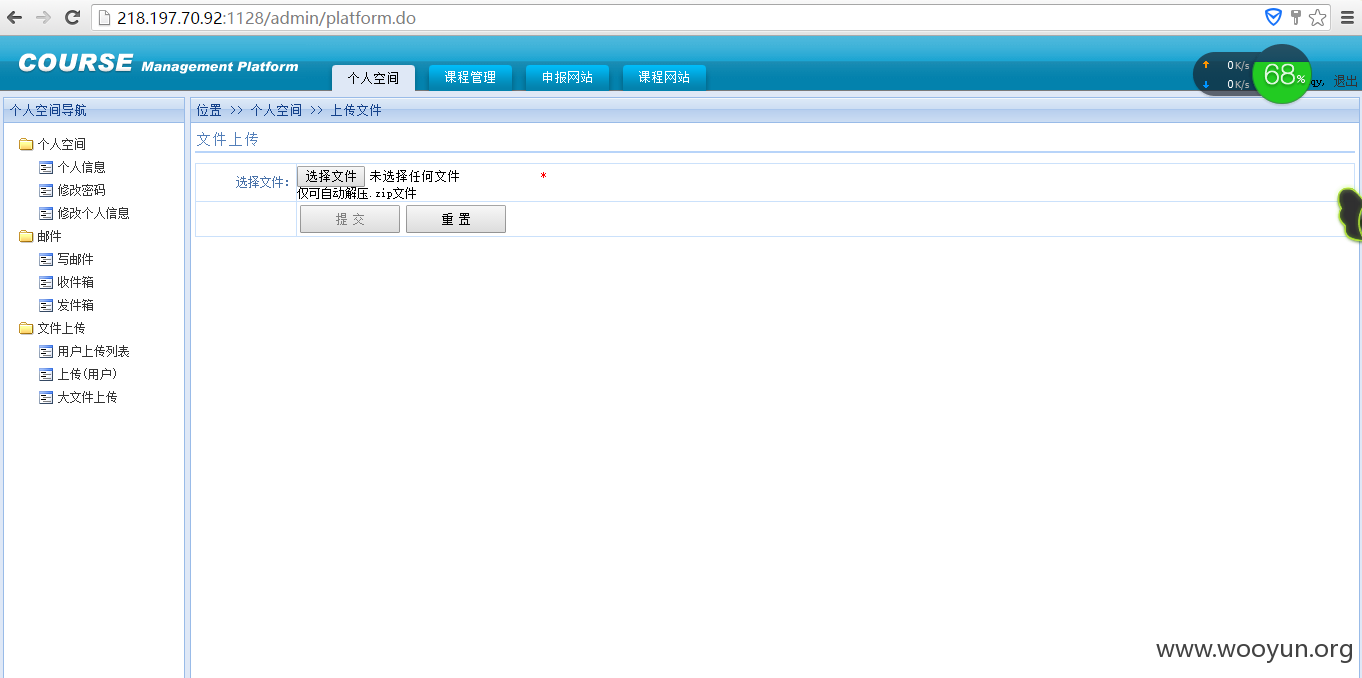 218.197.70.92:1128/admin/platform.do
COURSE Management Platform
个人空间 课程管理 申报网站 课程网站
0K/s
0K/s
68%
qy, 退出
个人空间导航
位置 >> 个人空间 >> 上传文件
个人空间
个人信息
修改密码
修改个人信息
邮件
写邮件
收件箱
发件箱
文件上传
用户上传列表
上传(用户)
大文件上传
文件上传
选择文件: 选择文件 未选择任何文件 *
仅可自动解压.zip文件
提 交 重 置
www.wooyun.org